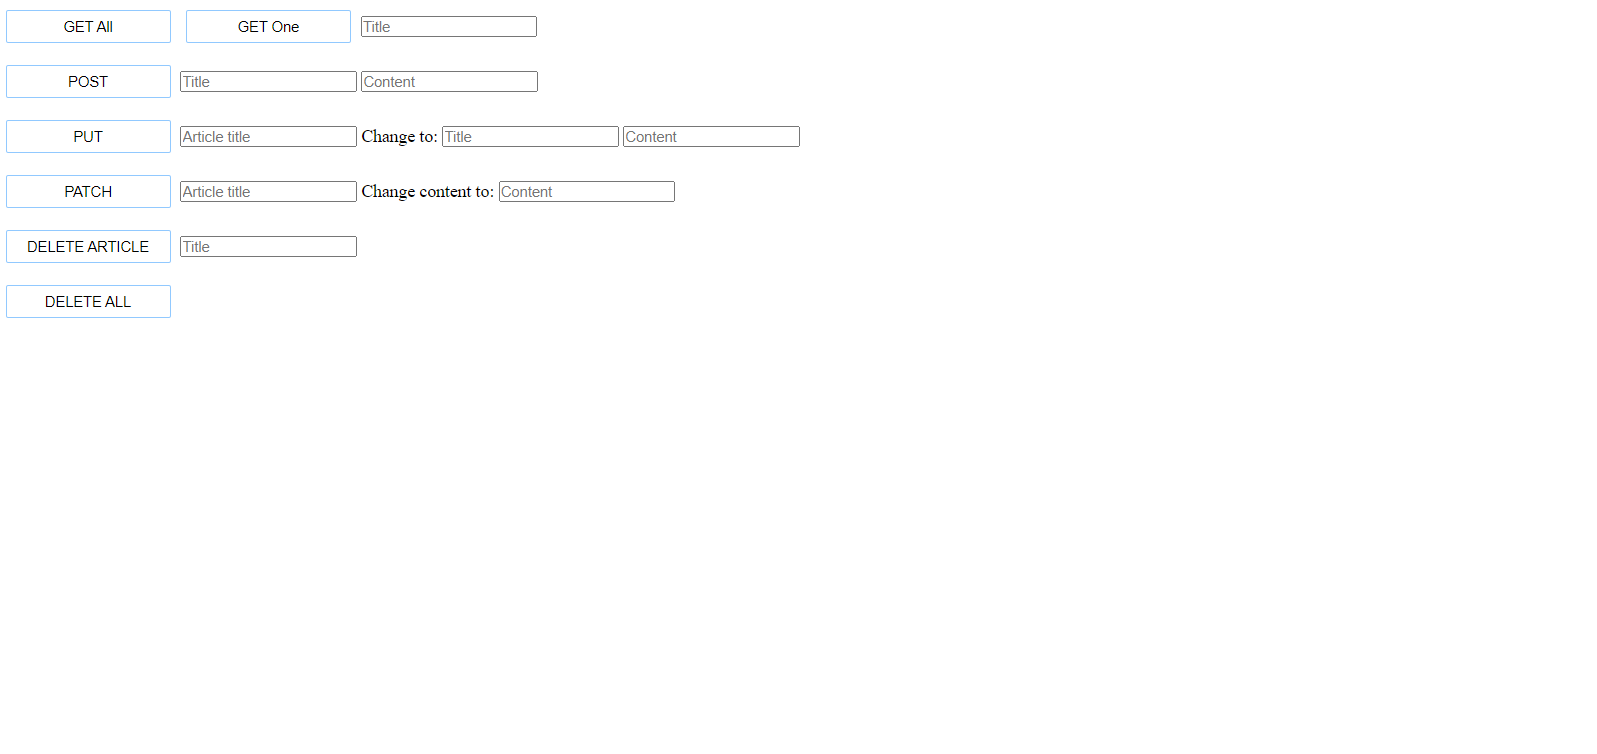 GET All GET One Title
POST Title Content
PUT Article title Change to: Title Content
PATCH Article title Change content to: Content
DELETE ARTICLE Title
DELETE ALL